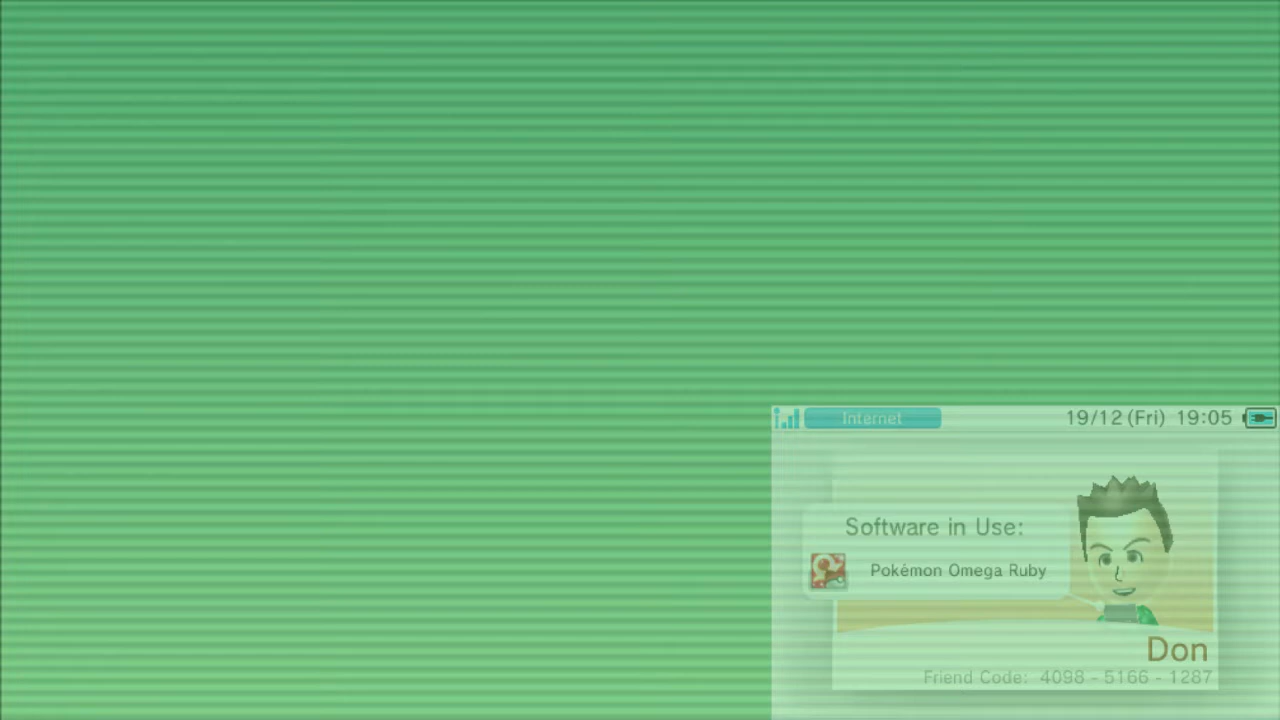 Internet 19/12 (Fri) 19:05
Software in Use:
Pokémon Omega Ruby
Don
Friend Code: 4098 - 5166 - 1287